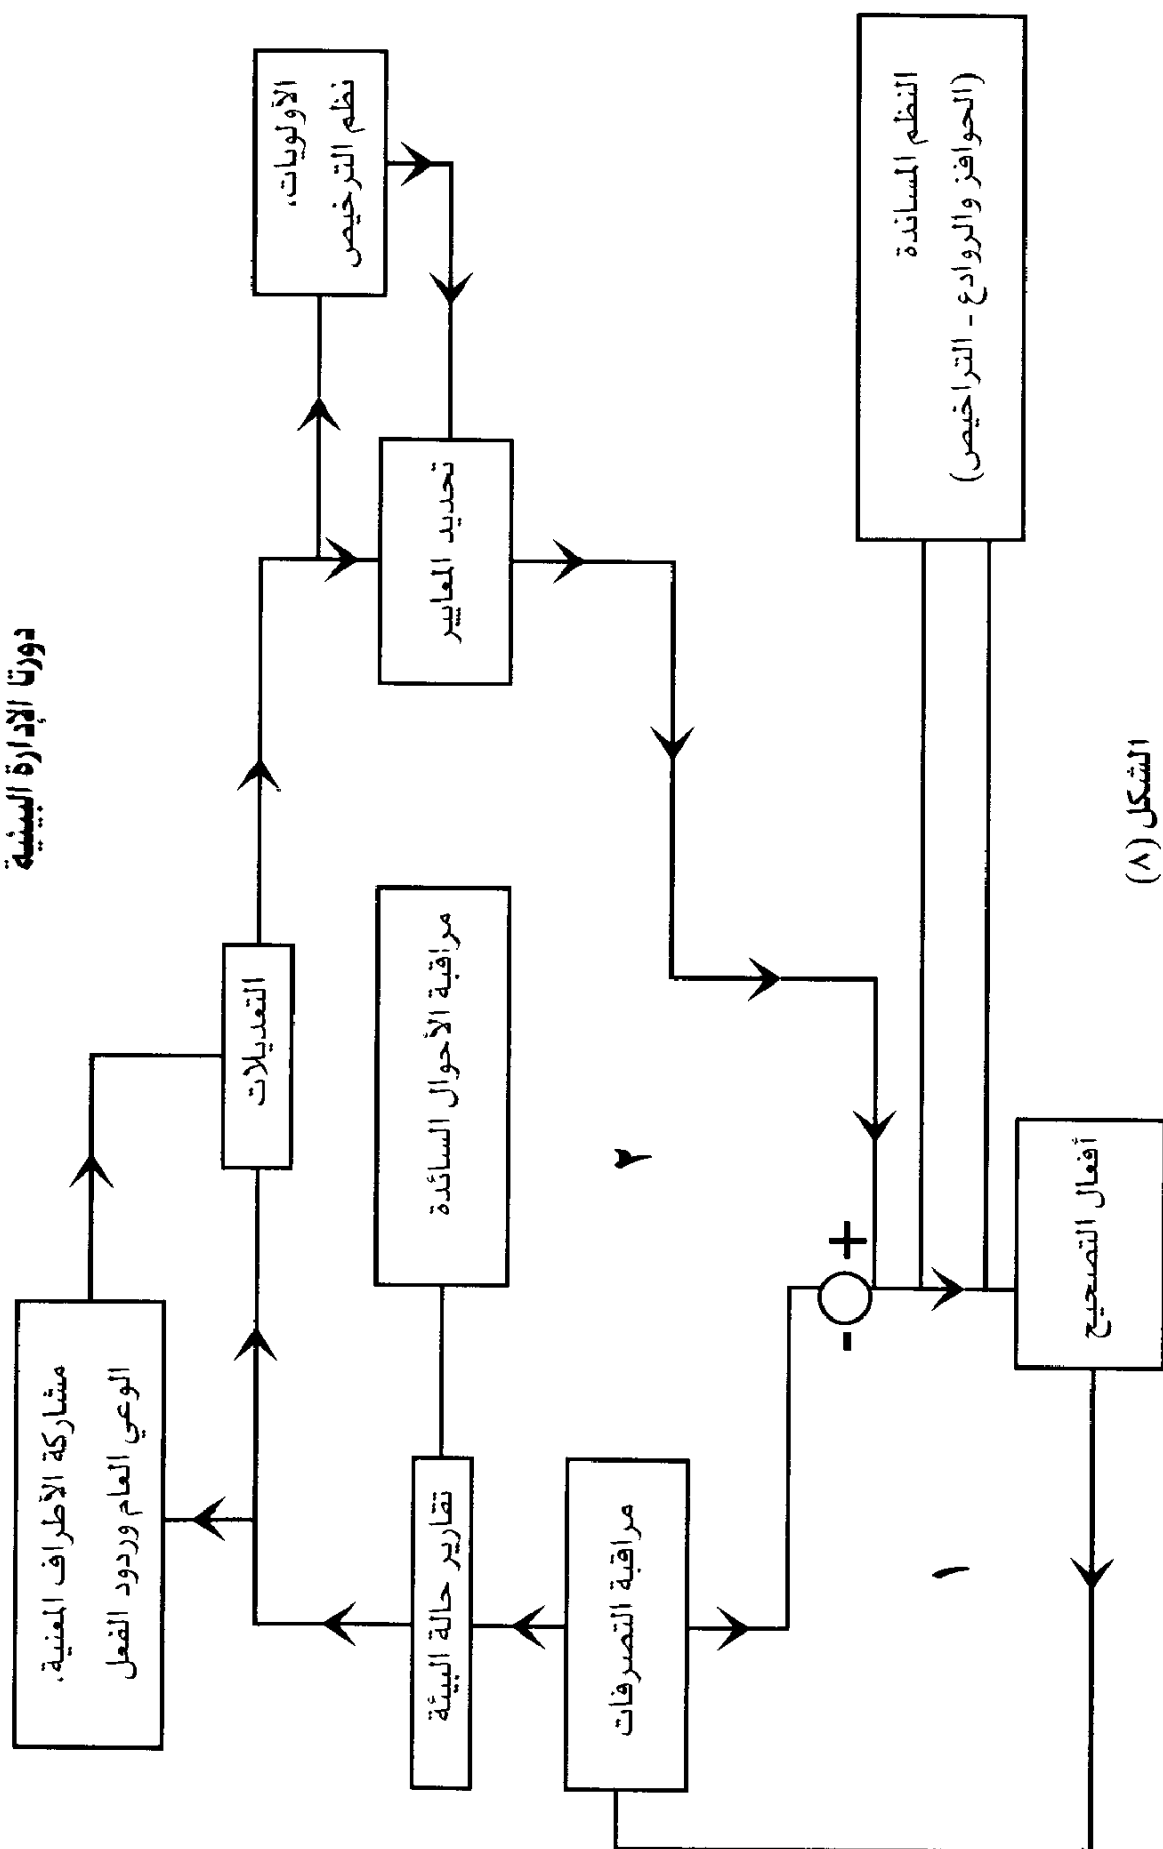 دورتا الإدارة البيئية
مشاركة الأطراف المعنية.
الوعي العام وردود الفعل
التعديلات
الأولويات.
نظم الترخيص
تحديد المعايير
مراقبة الأحوال السائدة
تقارير حالة البيئة
مراقبة التصرفات
٢
١
+
-
النظم المساندة
(الحوافز والروادع - التراخيص)
أفعال التصحيح
الشكل (٨)